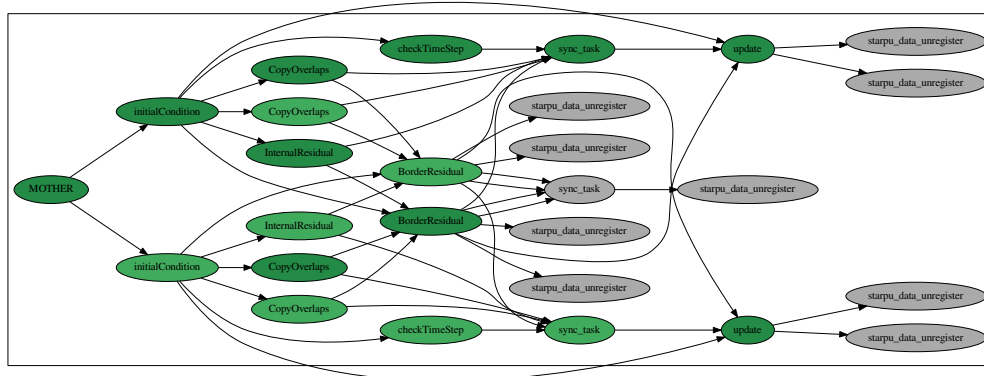 starpu_data_unregister
checkTimeStep
sync_task
update
CopyOverlaps
starpu_data_unregister
initialCondition
CopyOverlaps
starpu_data_unregister
InternalResidual
starpu_data_unregister
BorderResidual
MOTHER
sync_task
starpu_data_unregister
InternalResidual
BorderResidual
starpu_data_unregister
initialCondition
CopyOverlaps
starpu_data_unregister
starpu_data_unregister
CopyOverlaps
checkTimeStep
sync_task
update
starpu_data_unregister